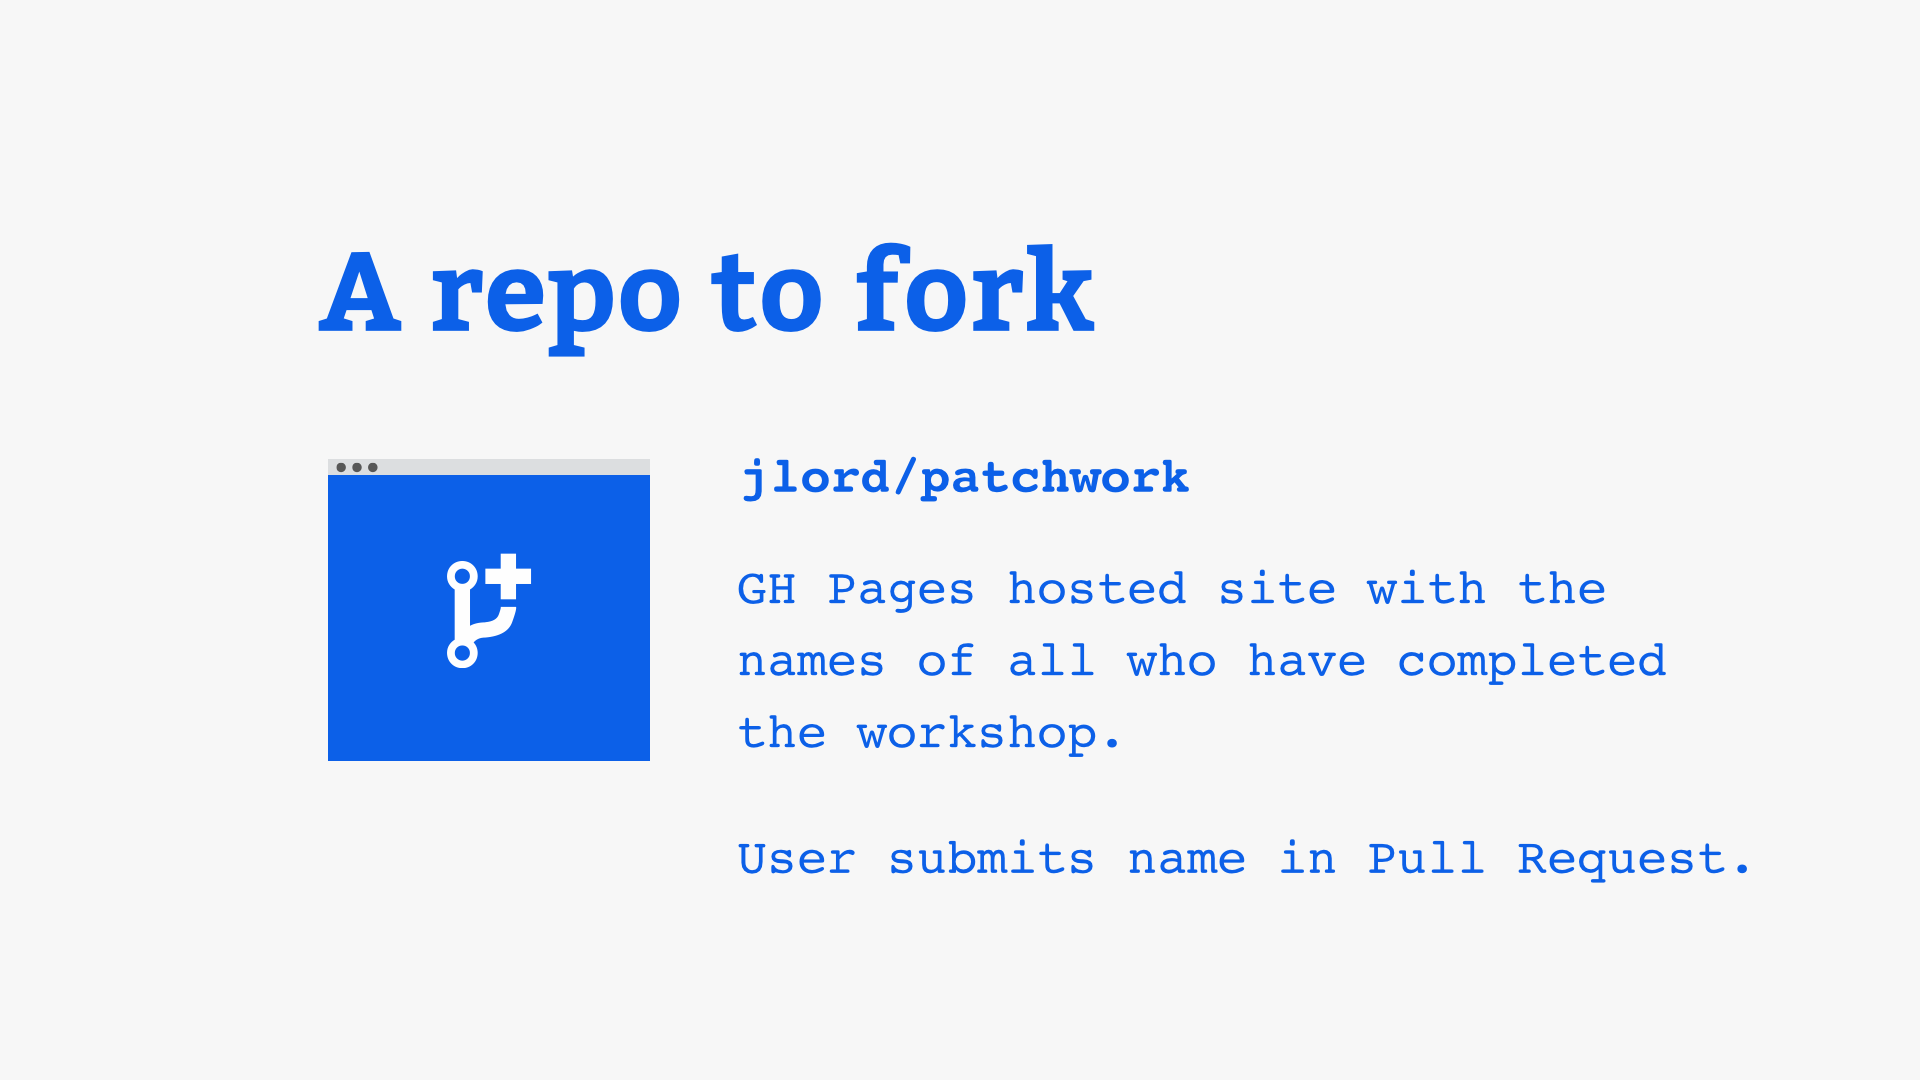 A repo to fork
jlord/patchwork
GH Pages hosted site with the
names of all who have completed
the workshop.
User submits name in Pull Request.